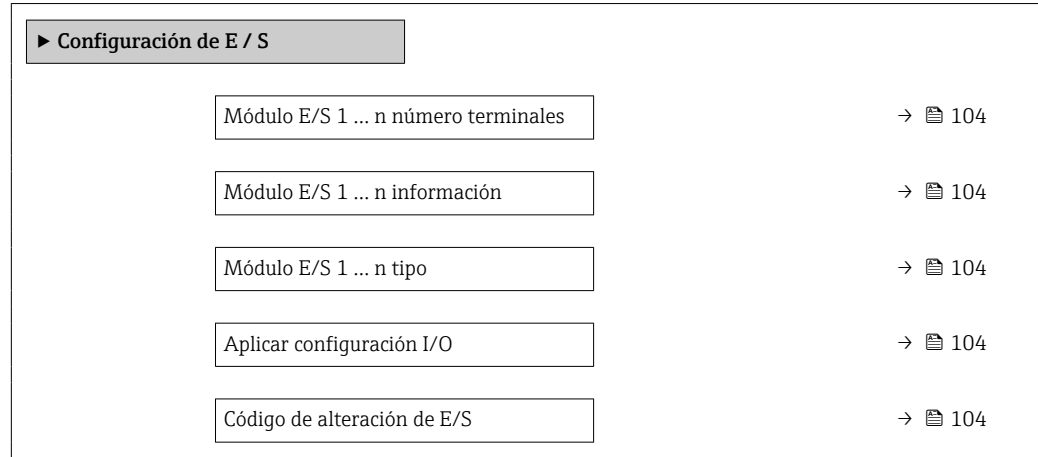 ► Configuración de E / S
Módulo E/S 1 … n número terminales → 104
Módulo E/S 1 … n información → 104
Módulo E/S 1 … n tipo → 104
Aplicar configuración I/O → 104
Código de alteración de E/S → 104